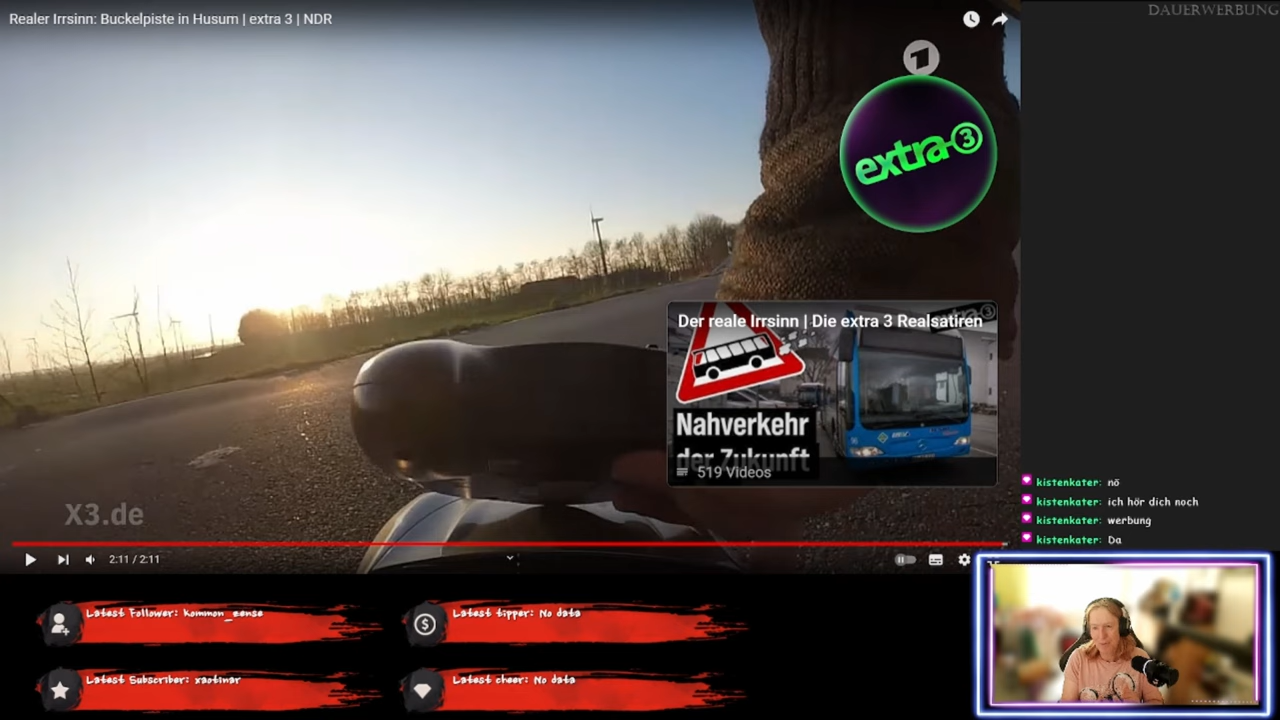 Realer Irrsinn: Buckelpiste in Husum | extra 3 | NDR
DAUERWERBUNG
extra 3
Der reale Irrsinn | Die extra 3 Realsatiren
Nahverkehr
der Zukunft
519 Videos
X3.de
2:11 / 2:11
kistenkater: nö
kistenkater: ich hör dich noch
kistenkater: werbung
kistenkater: Da
Latest Follower: kommon_sense
Latest tipper: No data
Latest Subscriber: xaotinar
Latest cheer: No data